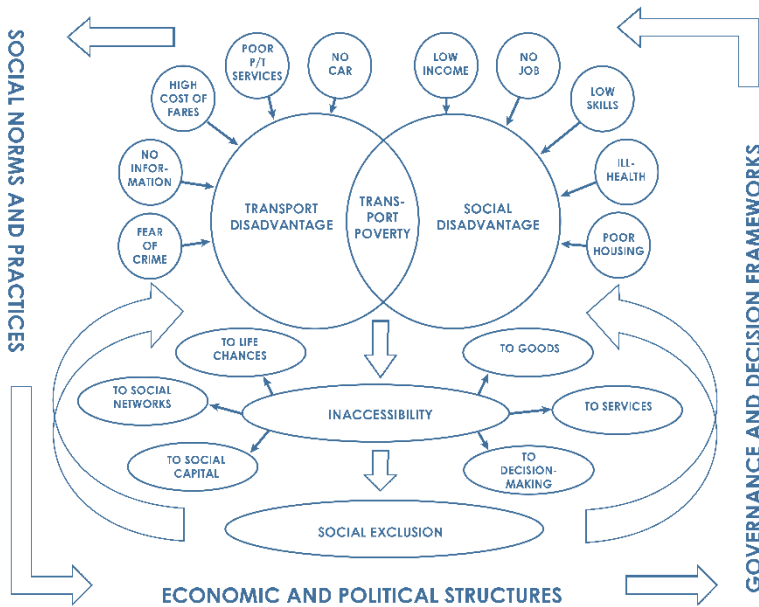 SOCIAL NORMS AND PRACTICES
POOR
P/T
SERVICES
NO
CAR
LOW
INCOME
NO
JOB
HIGH
COST OF
FARES
LOW
SKILLS
NO
INFOR-
MATION
ILL-
HEALTH
FEAR
OF
CRIME
POOR
HOUSING
TRANSPORT
DISADVANTAGE
TRANS-
PORT
POVERTY
SOCIAL
DISADVANTAGE
GOVERNANCE AND DECISION FRAMEWORKS
TO LIFE
CHANCES
TO GOODS
TO SOCIAL
NETWORKS
INACCESSIBILITY
TO SERVICES
TO SOCIAL
CAPITAL
TO
DECISION-
MAKING
SOCIAL EXCLUSION
ECONOMIC AND POLITICAL STRUCTURES